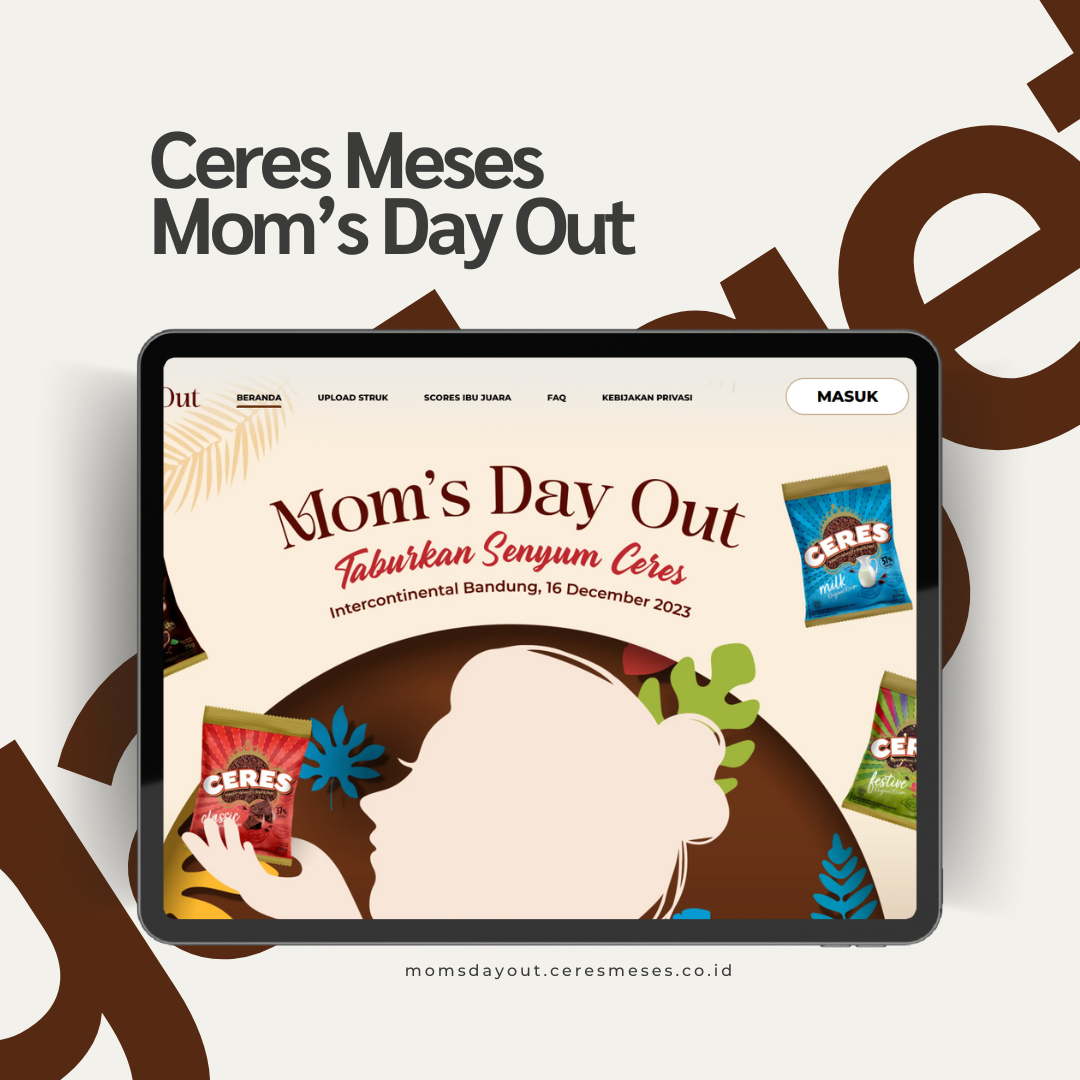 Ceres Meses
Mom’s Day Out
Out
BERANDA
UPLOAD STRUK
SCORES IBU JUARA
FAQ
KEBIJAKAN PRIVASI
MASUK
Mom’s Day Out
Taburkan Senyum Ceres
Intercontinental Bandung, 16 December 2023
CERES
milk
CERES
classic
CER
festive
momsdayout.ceresmeses.co.id